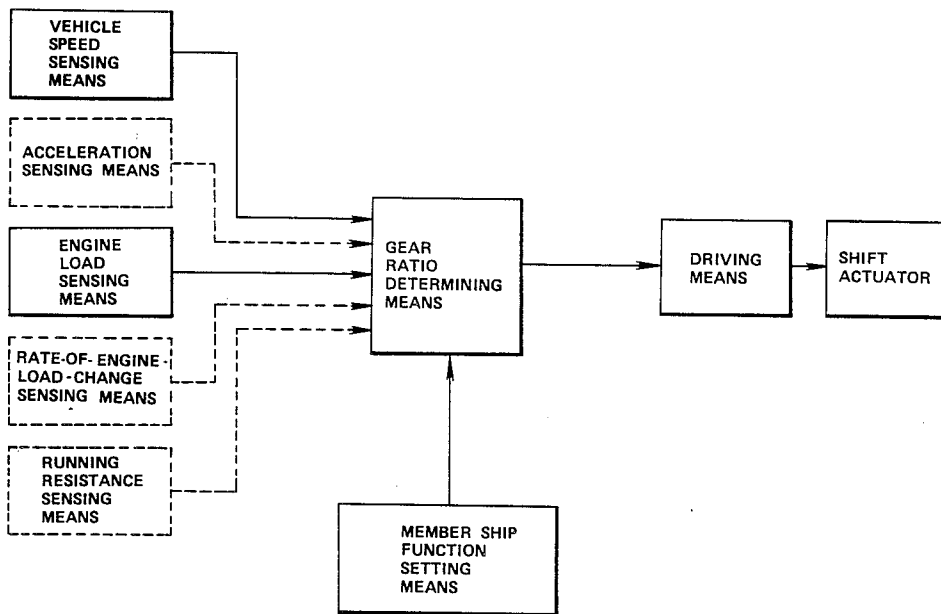 VEHICLE
SPEED
SENSING
MEANS
ACCELERATION
SENSING MEANS
ENGINE
LOAD
SENSING
MEANS
RATE-OF-ENGINE-
LOAD-CHANGE
SENSING MEANS
RUNNING
RESISTANCE
SENSING
MEANS
GEAR
RATIO
DETERMINING
MEANS
MEMBER SHIP
FUNCTION
SETTING
MEANS
DRIVING
MEANS
SHIFT
ACTUATOR